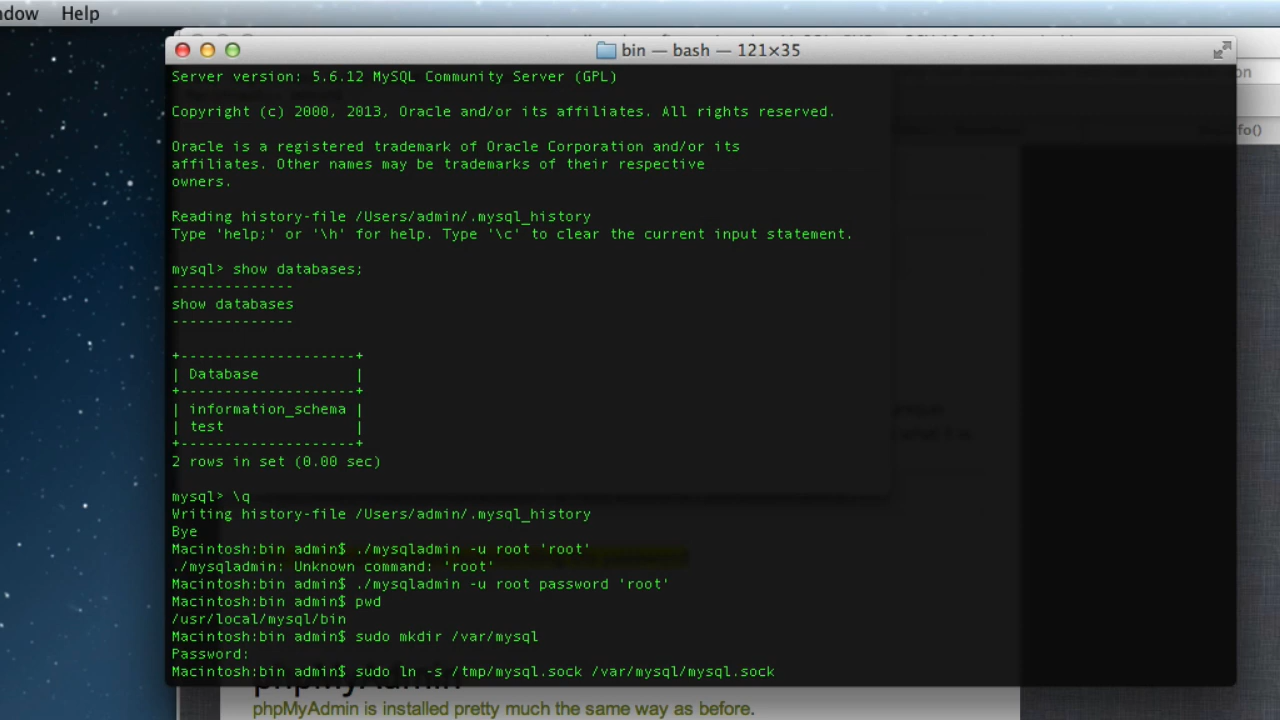 Help
bin — bash — 121×35
Server version: 5.6.12 MySQL Community Server (GPL)
Copyright (c) 2000, 2013, Oracle and/or its affiliates. All rights reserved.
Oracle is a registered trademark of Oracle Corporation and/or its
affiliates. Other names may be trademarks of their respective
owners.
Reading history-file /Users/admin/.mysql_history
Type 'help;' or '\h' for help. Type '\c' to clear the current input statement.
mysql> show databases;
--------------
show databases
--------------
+--------------------+
| Database           |
+--------------------+
| information_schema |
| test               |
+--------------------+
2 rows in set (0.00 sec)
mysql> \q
Writing history-file /Users/admin/.mysql_history
Bye
Macintosh:bin admin$ ./mysqladmin -u root 'root'
./mysqladmin: Unknown command: 'root'
Macintosh:bin admin$ ./mysqladmin -u root password 'root'
Macintosh:bin admin$ pwd
/usr/local/mysql/bin
Macintosh:bin admin$ sudo mkdir /var/mysql
Password:
Macintosh:bin admin$ sudo ln -s /tmp/mysql.sock /var/mysql/mysql.sock
phpMyAdmin
phpMyAdmin is installed pretty much the same way as before.